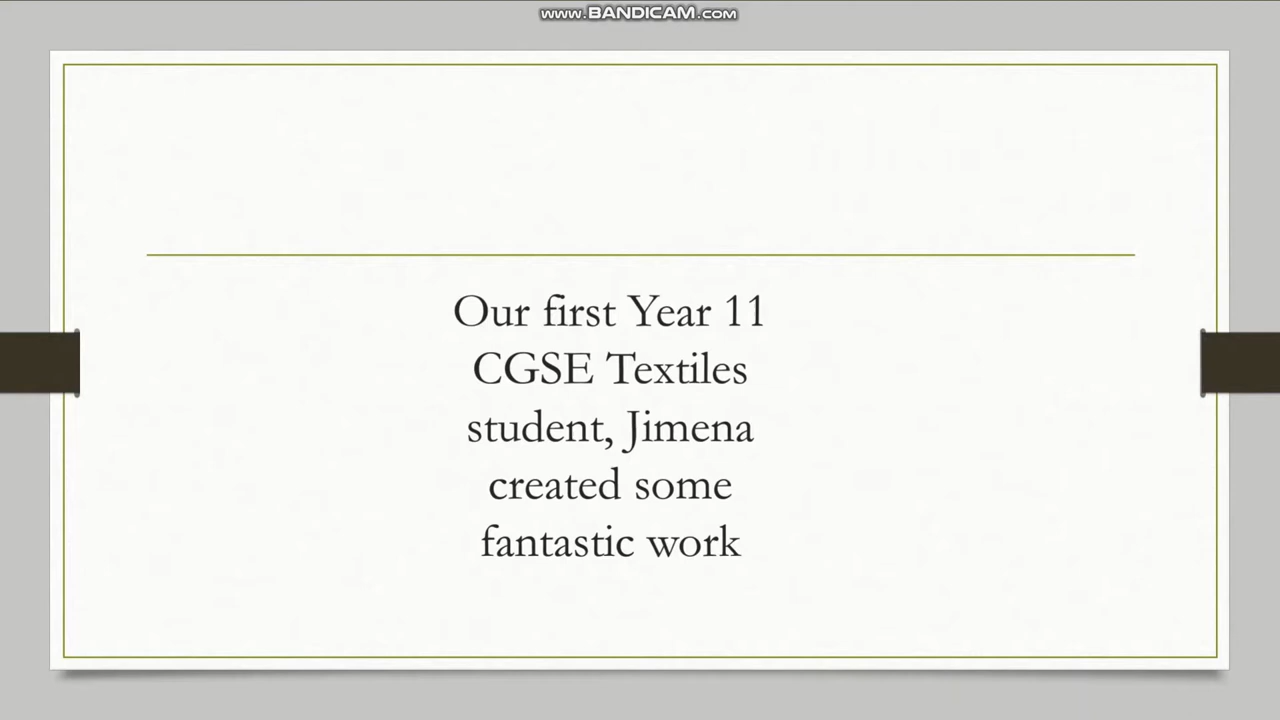 www.BANDICAM.com
Our first Year 11
CGSE Textiles
student, Jimena
created some
fantastic work